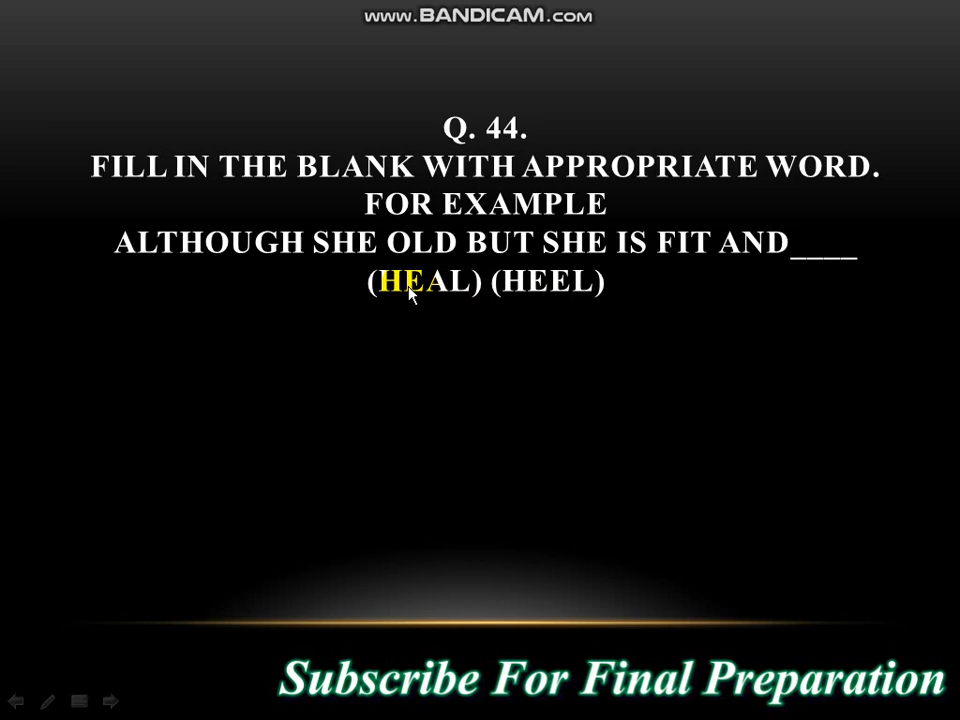 www.BANDICAM.com
Q. 44.
FILL IN THE BLANK WITH APPROPRIATE WORD.
FOR EXAMPLE
ALTHOUGH SHE OLD BUT SHE IS FIT AND____
(HEAL) (HEEL)
Subscribe For Final Preparation